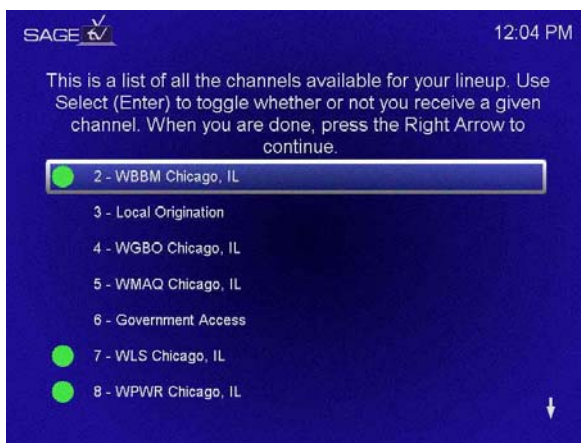 SAGE tv
12:04 PM
This is a list of all the channels available for your lineup. Use
Select (Enter) to toggle whether or not you receive a given
channel. When you are done, press the Right Arrow to
continue.
2 - WBBM Chicago, IL
3 - Local Origination
4 - WGBO Chicago, IL
5 - WMAQ Chicago, IL
6 - Government Access
7 - WLS Chicago, IL
8 - WPWR Chicago, IL